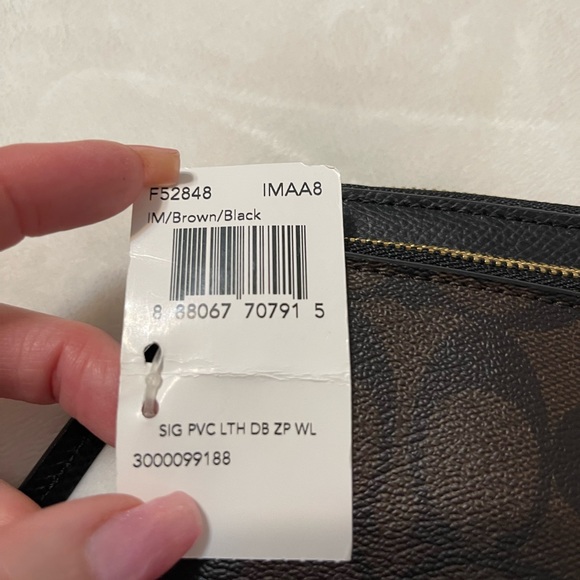 F52848 IMAA8
IM/Brown/Black
8 88067 70791 5
SIG PVC LTH DB ZP WL
3000099188